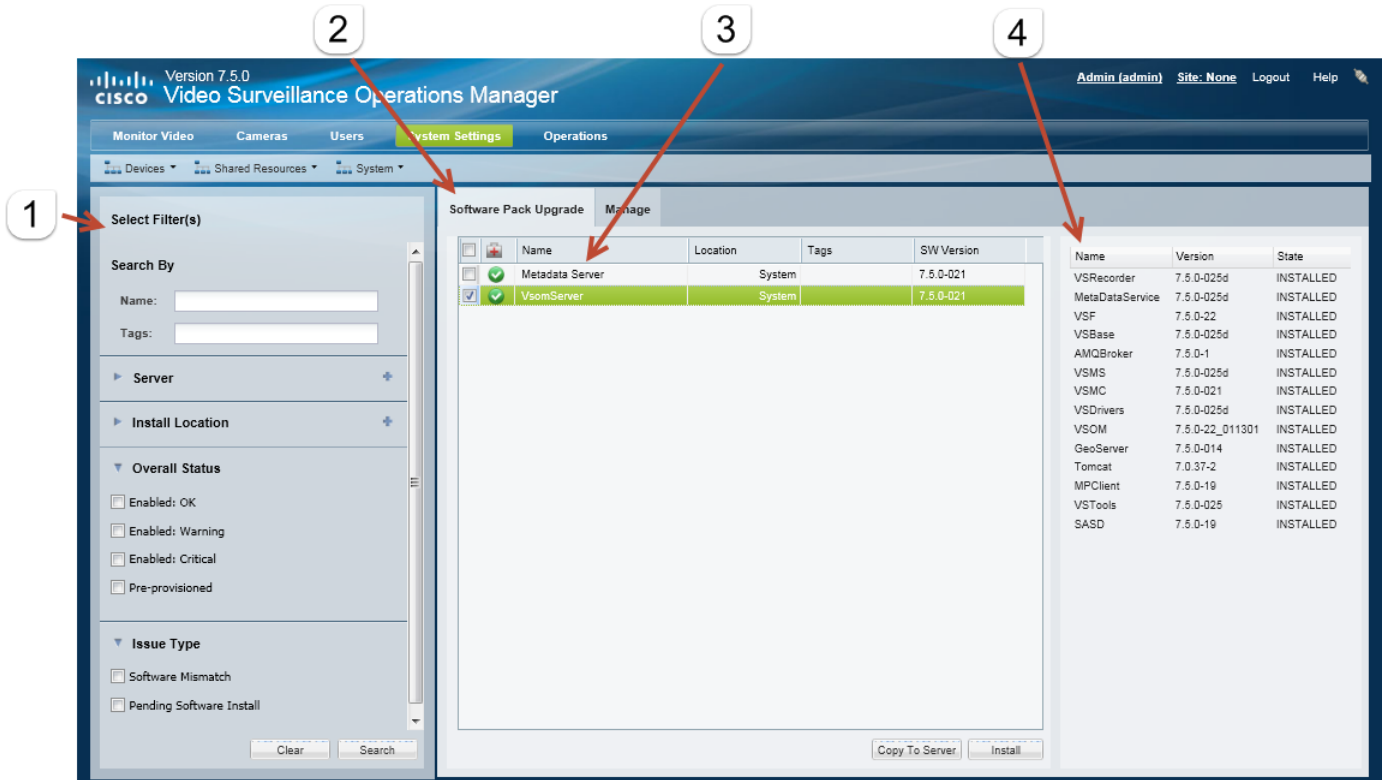 2
3
4
Version 7.5.0
CISCO Video Surveillance Operations Manager
Admin (admin) Site: None Logout Help
Monitor Video Cameras Users System Settings Operations
Devices Shared Resources System
1
Select Filter(s)
Search By
Name:
Tags:
Server
Install Location
Overall Status
Enabled: OK
Enabled: Warning
Enabled: Critical
Pre-provisioned
Issue Type
Software Mismatch
Pending Software Install
Clear Search
Software Pack Upgrade Manage
Name Location Tags SW Version
Metadata Server System 7.5.0-021
VsomServer System 7.5.0-021
Copy To Server Install
Name Version State
VSRecorder 7.5.0-025d INSTALLED
MetaDataService 7.5.0-025d INSTALLED
VSF 7.5.0-22 INSTALLED
VSBase 7.5.0-025d INSTALLED
AMQBroker 7.5.0-1 INSTALLED
VSMS 7.5.0-025d INSTALLED
VSMC 7.5.0-021 INSTALLED
VSDrivers 7.5.0-025d INSTALLED
VSOM 7.5.0-22_011301 INSTALLED
GeoServer 7.5.0-014 INSTALLED
Tomcat 7.0.37-2 INSTALLED
MPClient 7.5.0-19 INSTALLED
VSTools 7.5.0-025 INSTALLED
SASD 7.5.0-19 INSTALLED